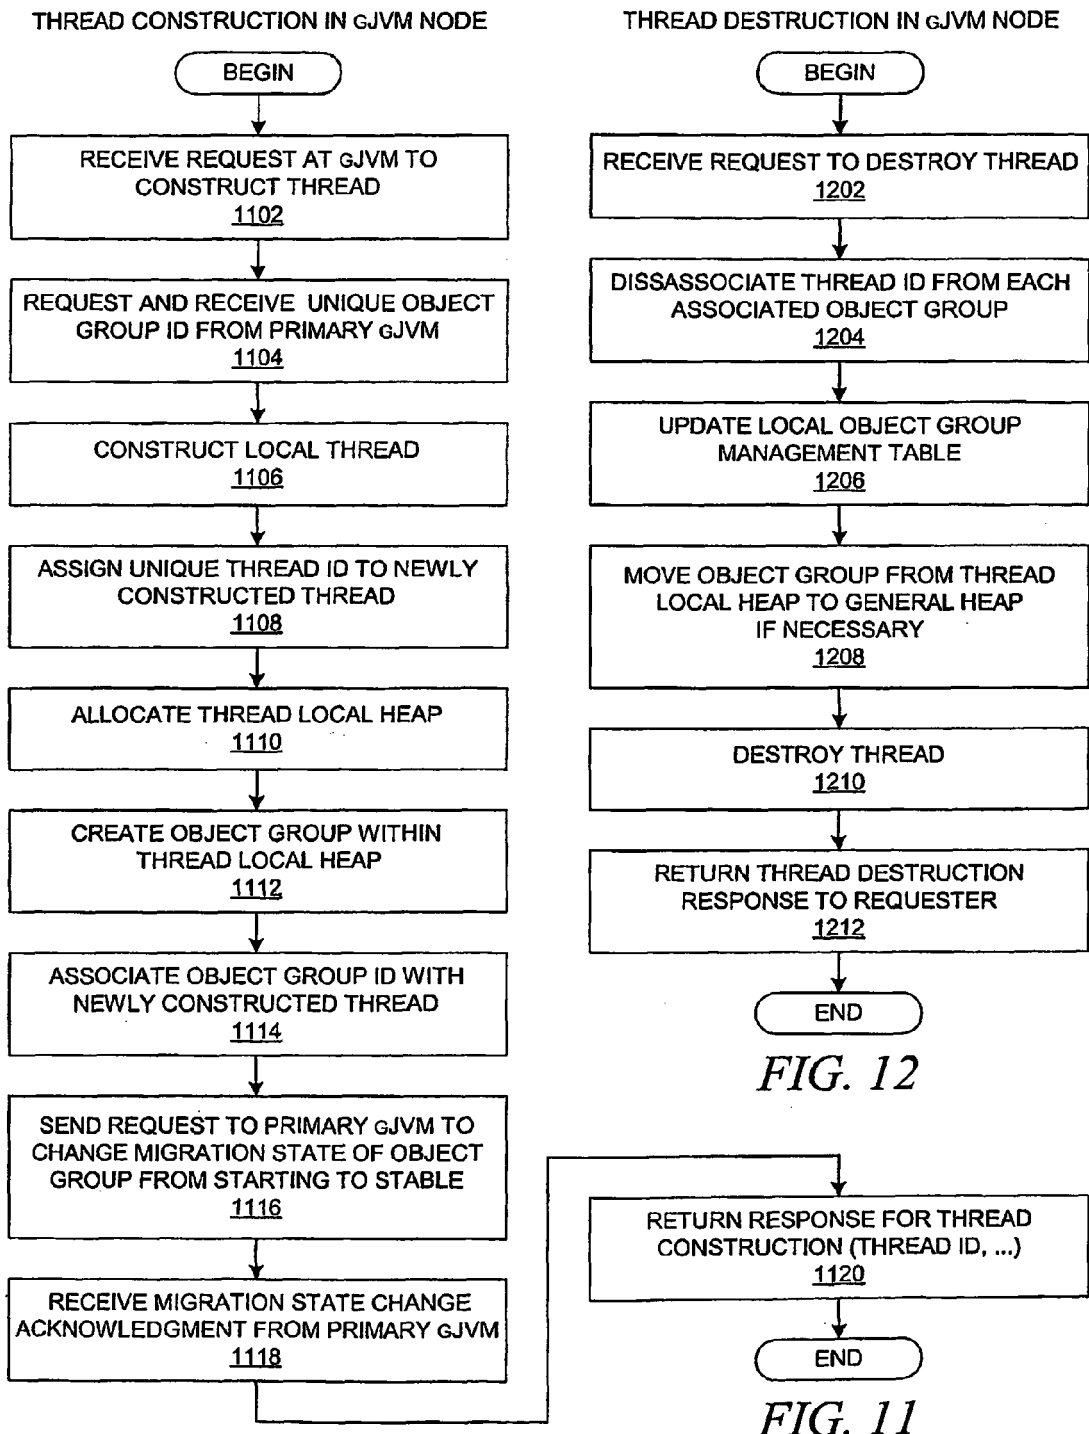 THREAD CONSTRUCTION IN GJVM NODE
BEGIN
RECEIVE REQUEST AT GJVM TO
CONSTRUCT THREAD
1102
REQUEST AND RECEIVE UNIQUE OBJECT
GROUP ID FROM PRIMARY GJVM
1104
CONSTRUCT LOCAL THREAD
1106
ASSIGN UNIQUE THREAD ID TO NEWLY
CONSTRUCTED THREAD
1108
ALLOCATE THREAD LOCAL HEAP
1110
CREATE OBJECT GROUP WITHIN
THREAD LOCAL HEAP
1112
ASSOCIATE OBJECT GROUP ID WITH
NEWLY CONSTRUCTED THREAD
1114
SEND REQUEST TO PRIMARY GJVM TO
CHANGE MIGRATION STATE OF OBJECT
GROUP FROM STARTING TO STABLE
1116
RECEIVE MIGRATION STATE CHANGE
ACKNOWLEDGMENT FROM PRIMARY GJVM
1118
RETURN RESPONSE FOR THREAD
CONSTRUCTION (THREAD ID, ...)
1120
END
FIG. 11
THREAD DESTRUCTION IN GJVM NODE
BEGIN
RECEIVE REQUEST TO DESTROY THREAD
1202
DISSASSOCIATE THREAD ID FROM EACH
ASSOCIATED OBJECT GROUP
1204
UPDATE LOCAL OBJECT GROUP
MANAGEMENT TABLE
1206
MOVE OBJECT GROUP FROM THREAD
LOCAL HEAP TO GENERAL HEAP
IF NECESSARY
1208
DESTROY THREAD
1210
RETURN THREAD DESTRUCTION
RESPONSE TO REQUESTER
1212
END
FIG. 12